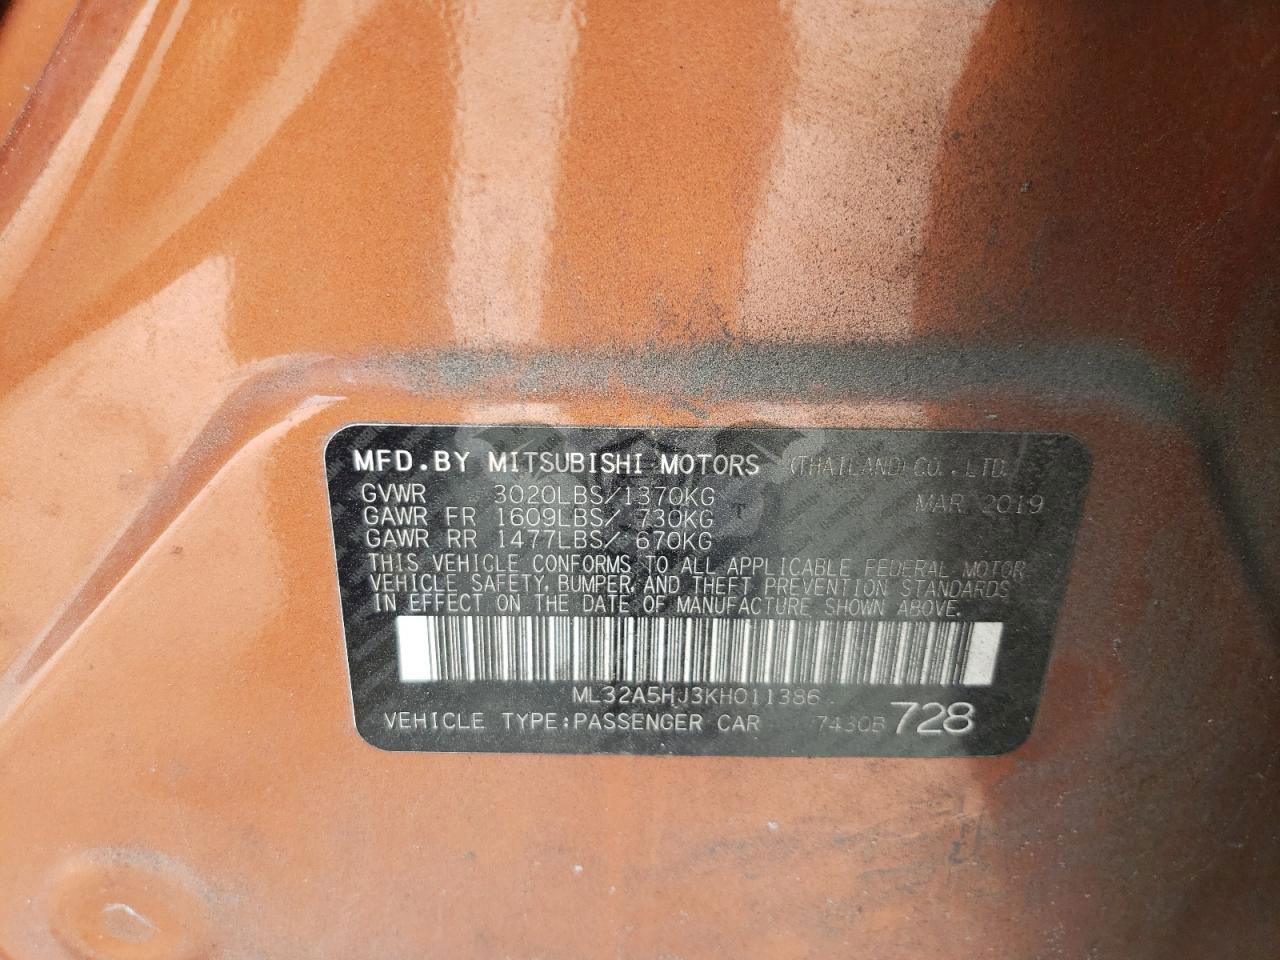 MFD.BY MITSUBISHI MOTORS (THAILAND) CO., LTD.
GVWR 3020LBS/1370KG MAR. 2019
GAWR FR 1609LBS/ 730KG T
GAWR RR 1477LBS/ 670KG
THIS VEHICLE CONFORMS TO ALL APPLICABLE FEDERAL MOTOR
VEHICLE SAFETY, BUMPER, AND THEFT PREVENTION STANDARDS
IN EFFECT ON THE DATE OF MANUFACTURE SHOWN ABOVE.
ML32A5HJ3KH011386
VEHICLE TYPE:PASSENGER CAR 7430B 728